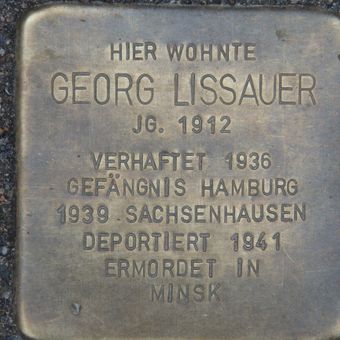 HIER WOHNTE
GEORG LISSAUER
JG. 1912
VERHAFTET 1936
GEFÄNGNIS HAMBURG
1939 SACHSENHAUSEN
DEPORTIERT 1941
ERMORDET IN
MINSK